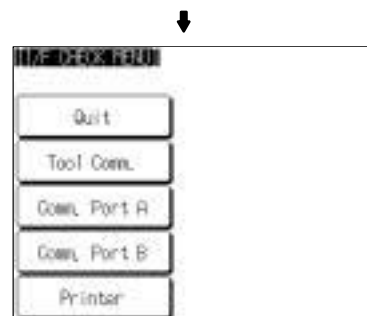 I/F CHECK MENU
Quit
Tool Comm.
Comm. Port A
Comm. Port B
Printer